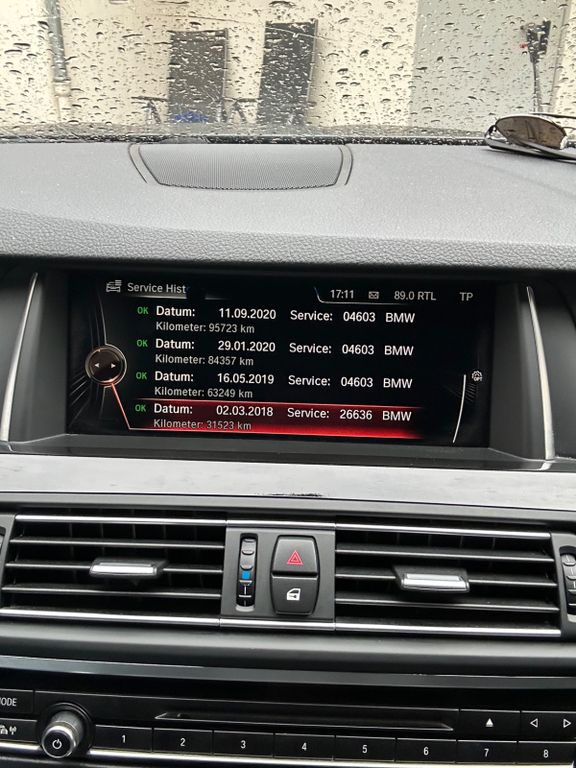 Service Hist
17:11 89.0 RTL TP
OK Datum: 11.09.2020 Service: 04603 BMW
Kilometer: 95723 km
OK Datum: 29.01.2020 Service: 04603 BMW
Kilometer: 84357 km
OK Datum: 16.05.2019 Service: 04603 BMW
Kilometer: 63249 km
OK Datum: 02.03.2018 Service: 26636 BMW
Kilometer: 31523 km
MODE
1 2 3 4 5 6 7 8